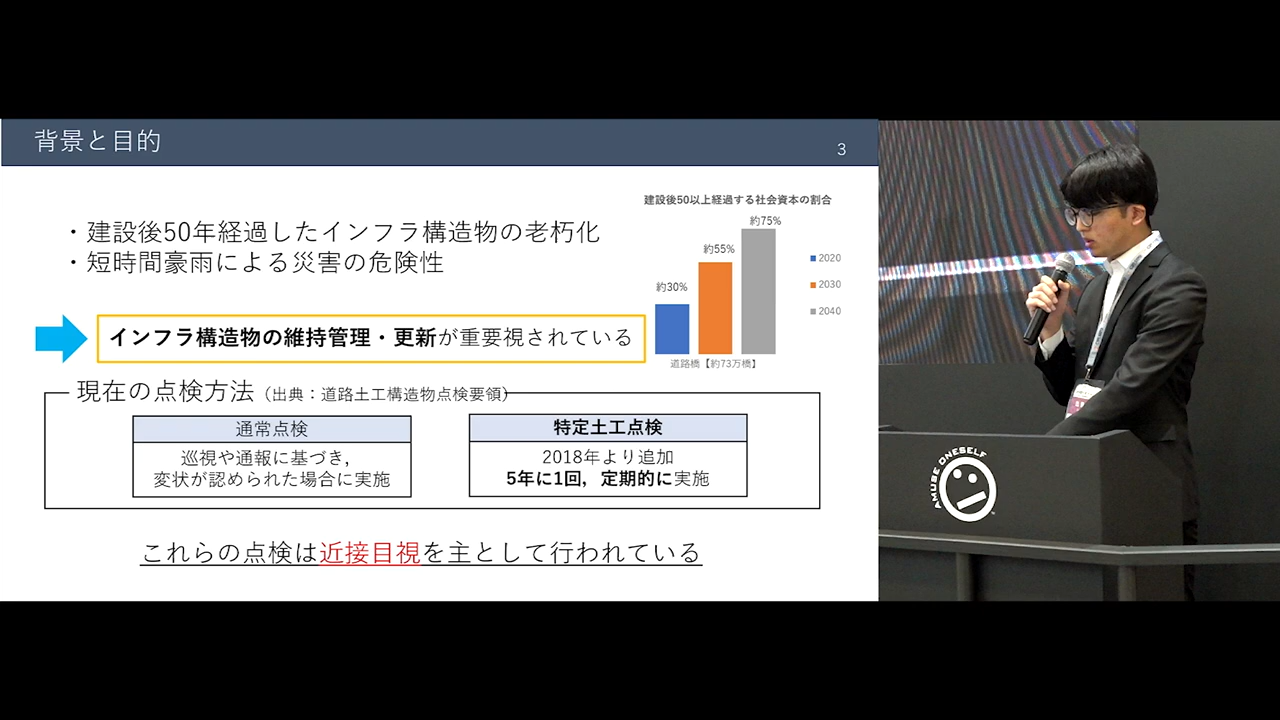 背景と目的
3
・建設後50年経過したインフラ構造物の老朽化
・短時間豪雨による災害の危険性
建設後50以上経過する社会資本の割合
約30%
約55%
約75%
2020
2030
2040
道路橋【約73万橋】
インフラ構造物の維持管理・更新が重要視されている
現在の点検方法（出典：道路土工構造物点検要領）
通常点検
巡視や通報に基づき，
変状が認められた場合に実施
特定土工点検
2018年より追加
5年に1回，定期的に実施
これらの点検は近接目視を主として行われている
AMUSE ONESELF